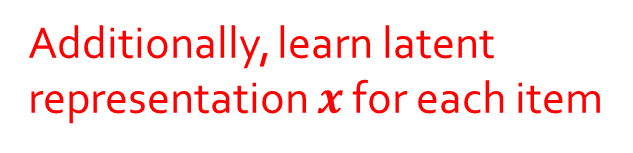 Additionally, learn latent
representation x for each item